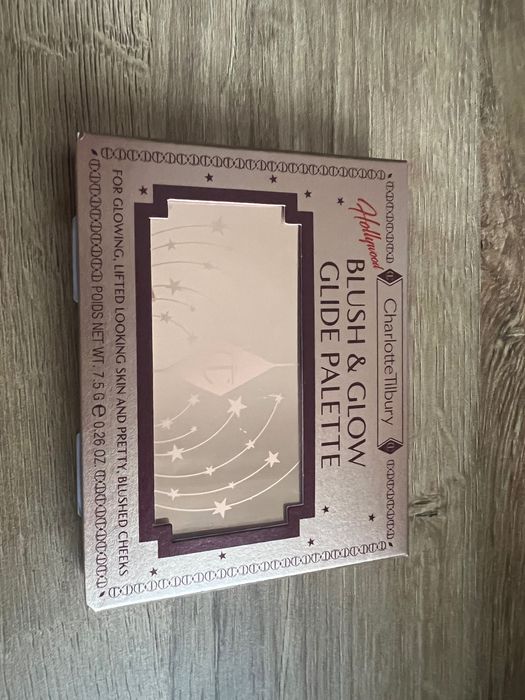 Charlotte Tilbury
Hollywood
BLUSH & GLOW
GLIDE PALETTE
FOR GLOWING, LIFTED LOOKING SKIN AND PRETTY, BLUSHED CHEEKS
POIDS NET WT. 7.5 G e 0.26 OZ.